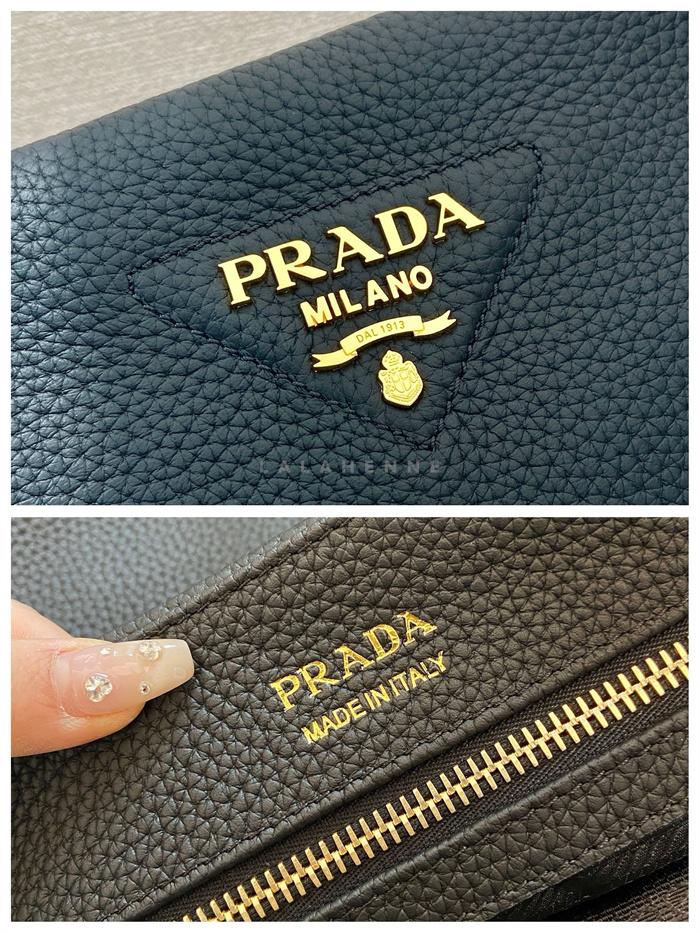 PRADA
MILANO
DAL 1913
LALAHENNE
PRADA
MADE IN ITALY